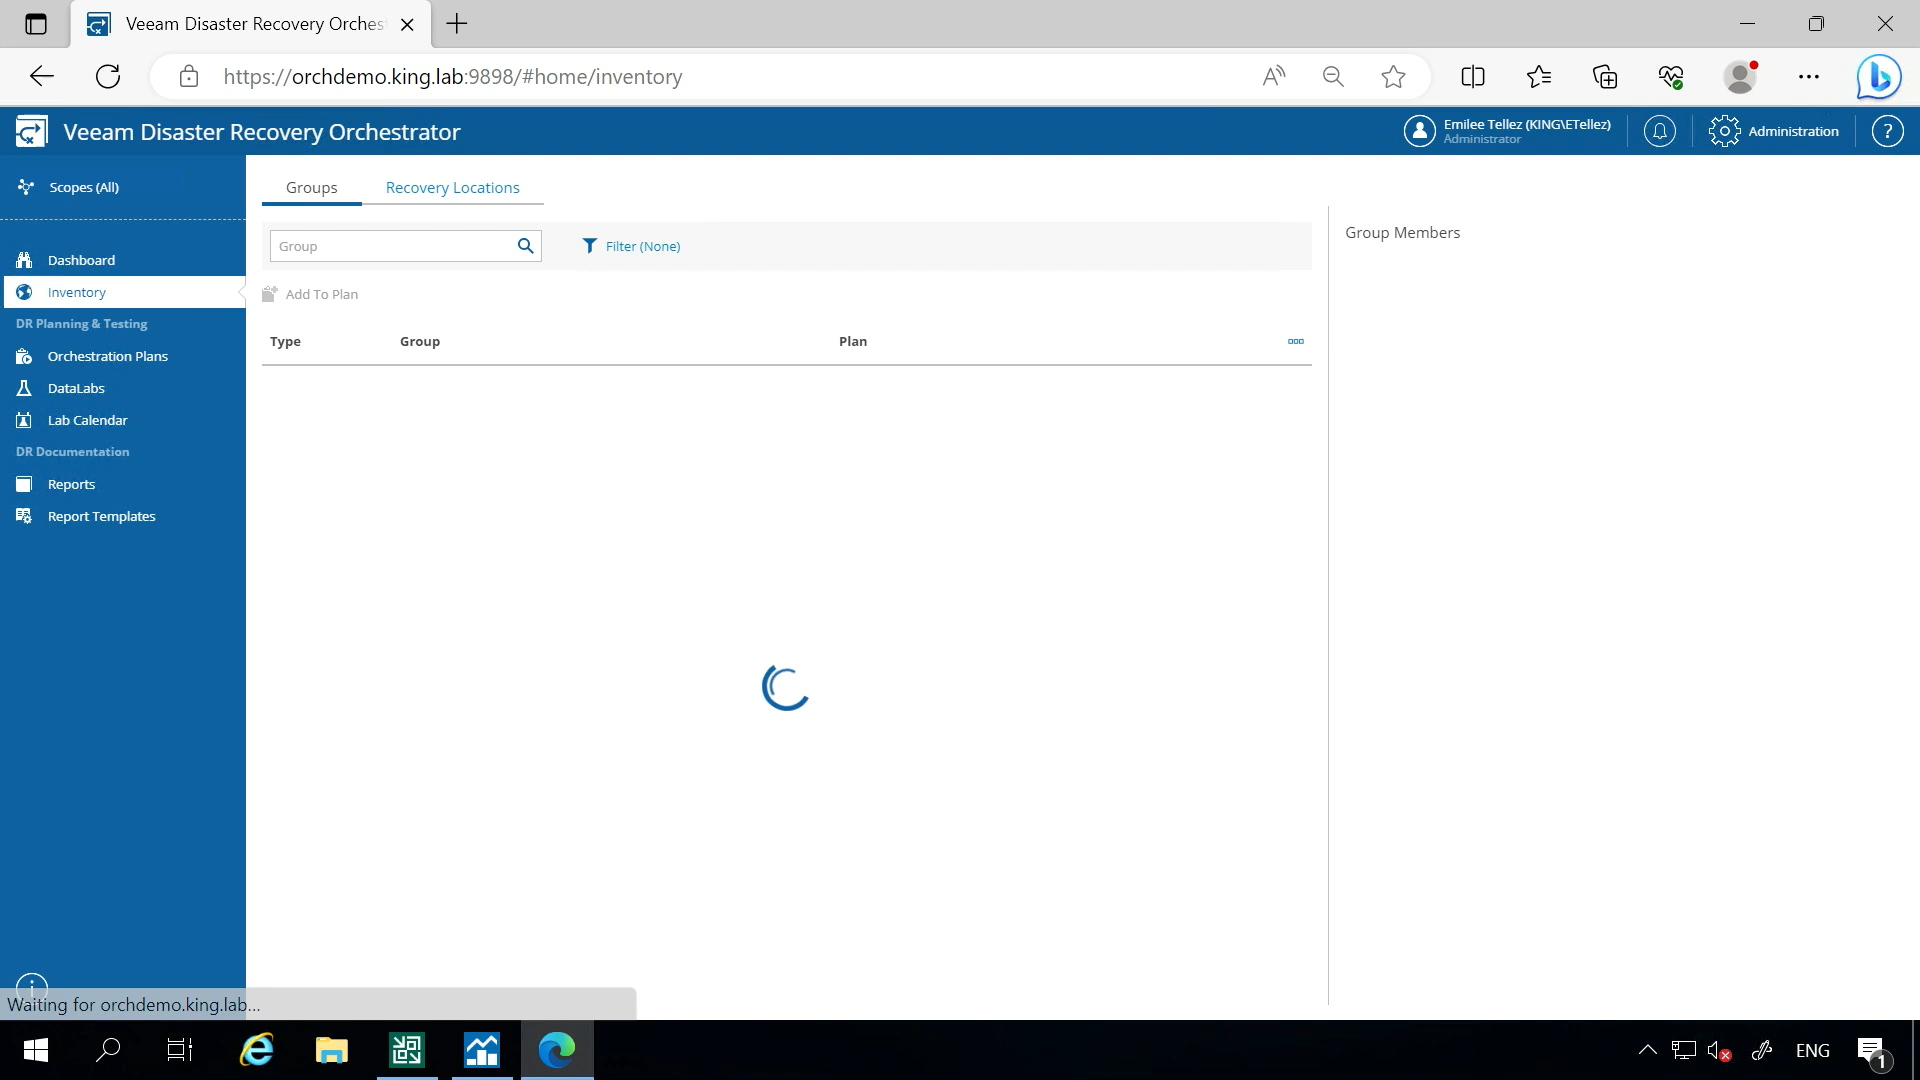 Veeam Disaster Recovery Orches
https://orchdemo.king.lab:9898/#home/inventory
Veeam Disaster Recovery Orchestrator
Emilee Tellez (KING\ETellez)
Administrator
Administration
?
Scopes (All)
Dashboard
Inventory
DR Planning & Testing
Orchestration Plans
DataLabs
Lab Calendar
DR Documentation
Reports
Report Templates
Groups
Recovery Locations
Group
Filter (None)
Add To Plan
Type
Group
Plan
Group Members
Waiting for orchdemo.king.lab...
ENG
1